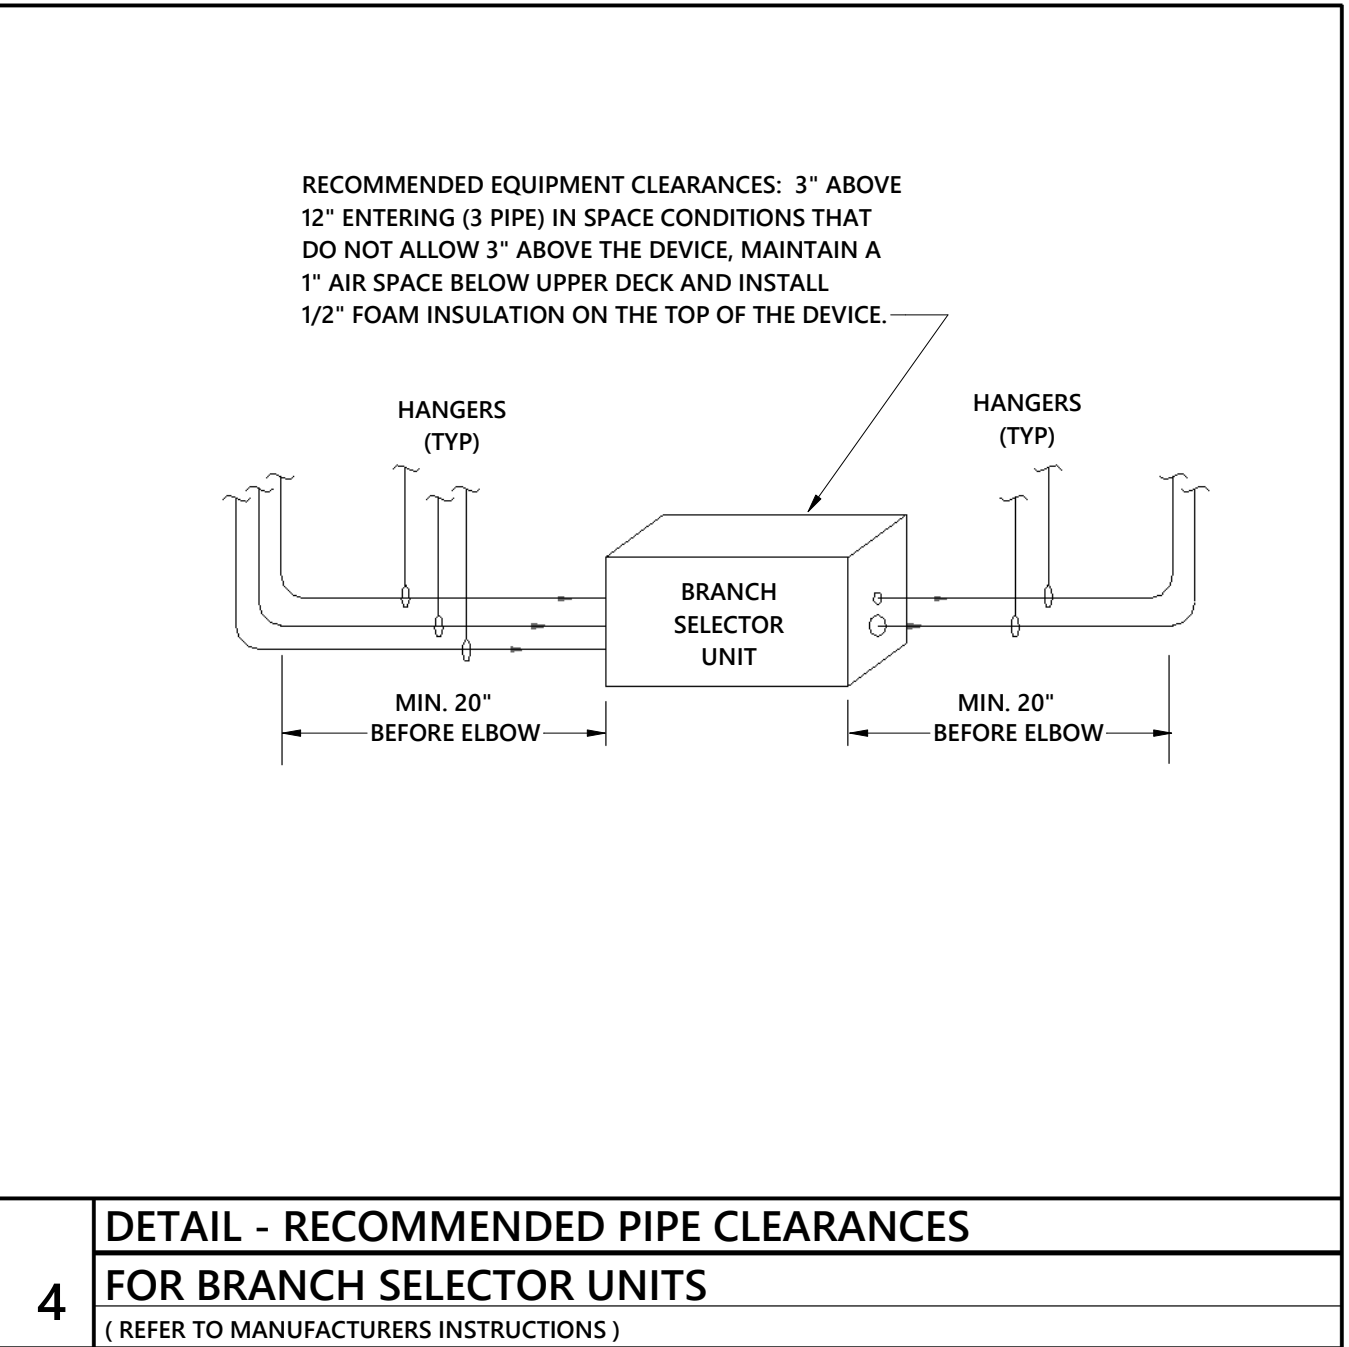 RECOMMENDED EQUIPMENT CLEARANCES: 3" ABOVE
12" ENTERING (3 PIPE) IN SPACE CONDITIONS THAT
DO NOT ALLOW 3" ABOVE THE DEVICE, MAINTAIN A
1" AIR SPACE BELOW UPPER DECK AND INSTALL
1/2" FOAM INSULATION ON THE TOP OF THE DEVICE.
HANGERS
(TYP)
HANGERS
(TYP)
BRANCH
SELECTOR
UNIT
MIN. 20"
BEFORE ELBOW
MIN. 20"
BEFORE ELBOW
4
DETAIL - RECOMMENDED PIPE CLEARANCES
FOR BRANCH SELECTOR UNITS
( REFER TO MANUFACTURERS INSTRUCTIONS )